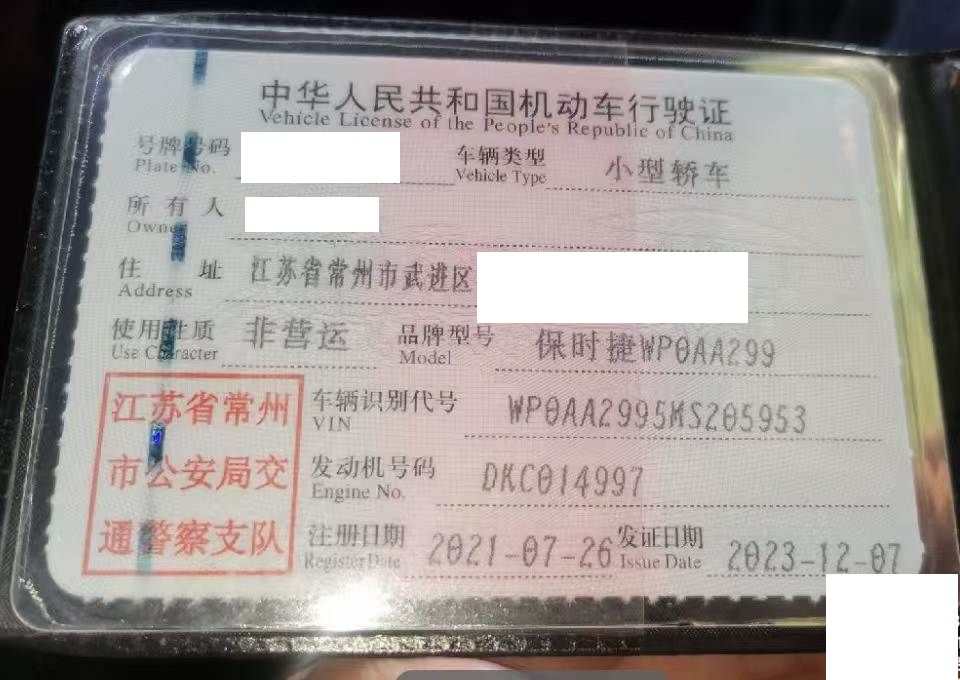 中华人民共和国机动车行驶证
Vehicle License of the People's Republic of China
号牌号码 车辆类型 小型轿车
Plate No. Vehicle Type
所有人
Owner
住址 江苏省常州市武进区
Address
使用性质 非营运 品牌型号 保时捷WP0AA299
Use Character Model
江苏省常州
市公安局交
通警察支队
车辆识别代号 WP0AA2995MS205953
VIN
发动机号码 DKC014997
Engine No.
注册日期 2021-07-26 发证日期 2023-12-07
Register Date Issue Date